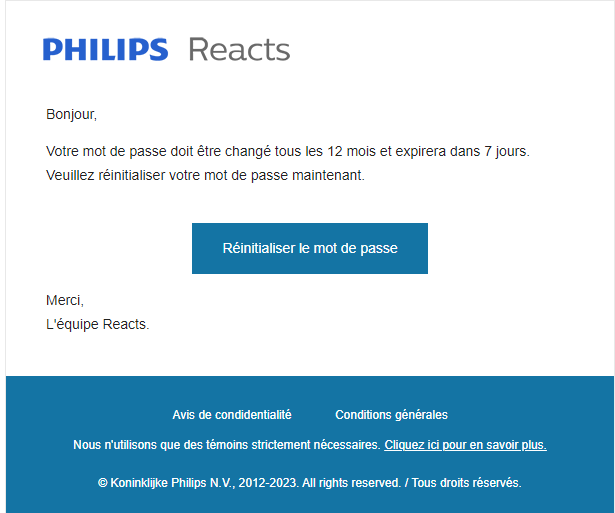 PHILIPS Reacts
Bonjour,
Votre mot de passe doit être changé tous les 12 mois et expirera dans 7 jours.
Veuillez réinitialiser votre mot de passe maintenant.
Réinitialiser le mot de passe
Merci,
L'équipe Reacts.
Avis de condidentialité Conditions générales
Nous n'utilisons que des témoins strictement nécessaires. Cliquez ici pour en savoir plus.
© Koninklijke Philips N.V., 2012-2023. All rights reserved. / Tous droits réservés.